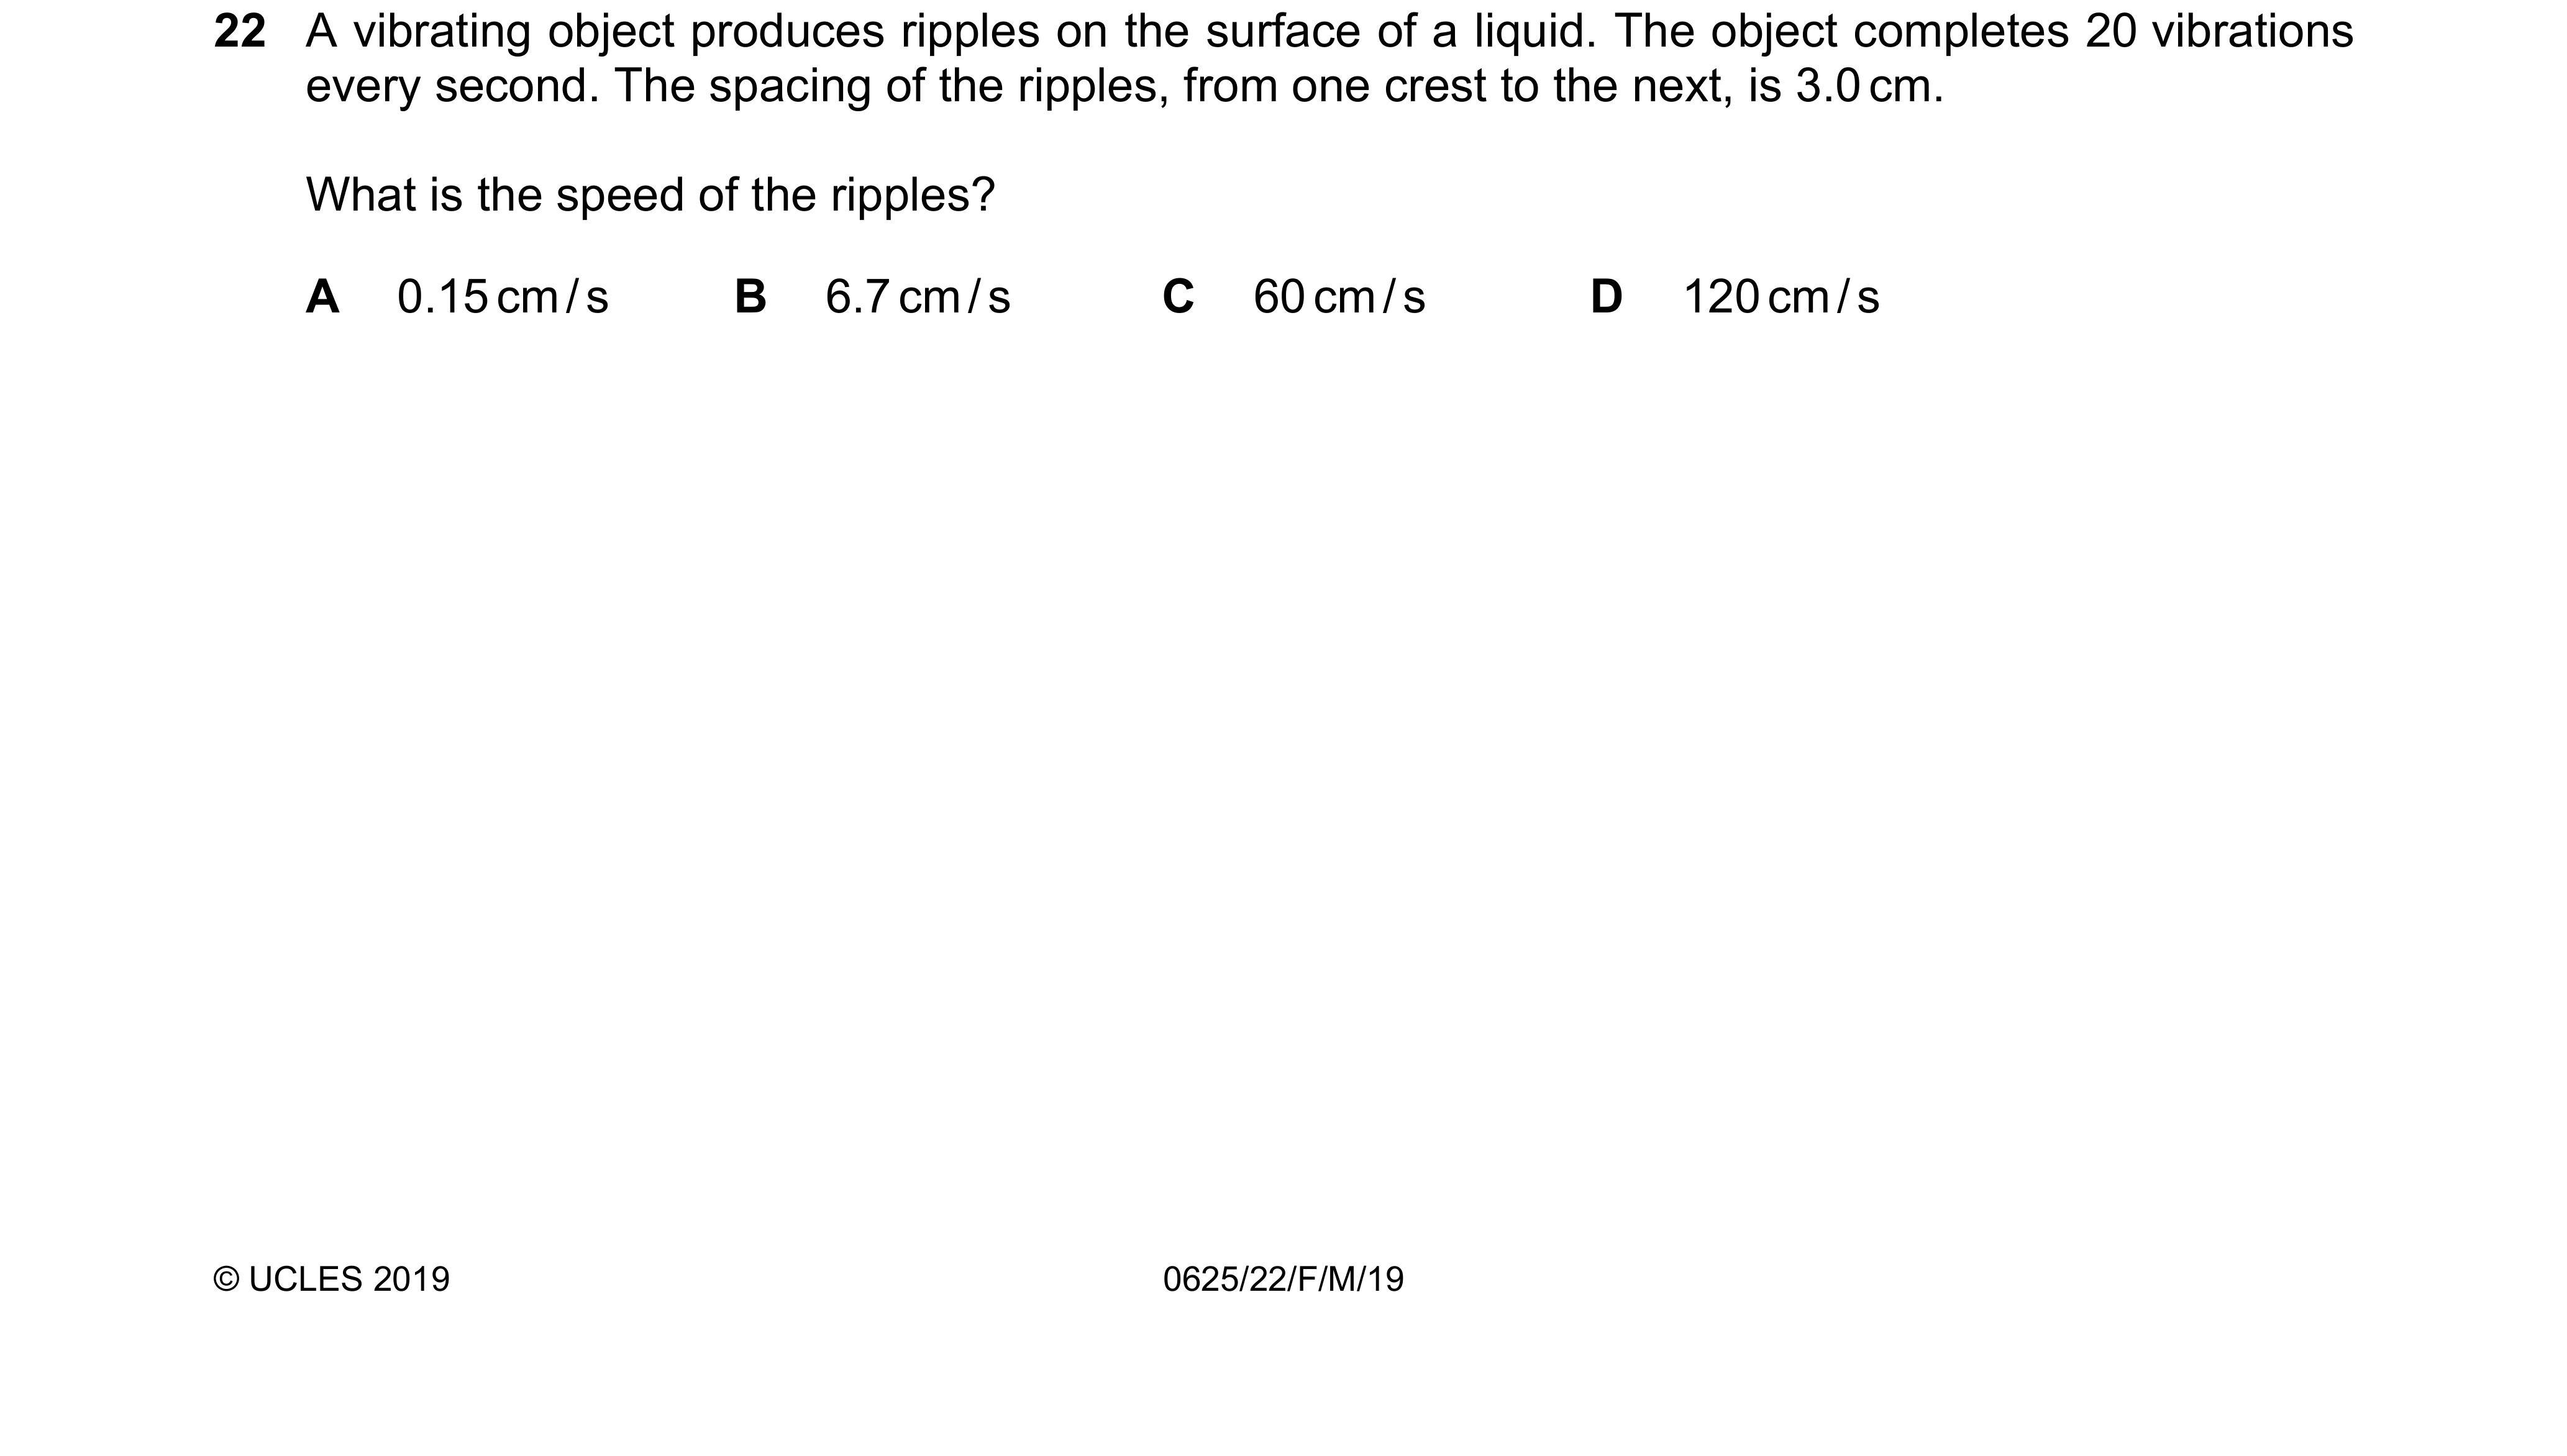 22 A vibrating object produces ripples on the surface of a liquid. The object completes 20 vibrations
every second. The spacing of the ripples, from one crest to the next, is 3.0 cm.
What is the speed of the ripples?
A 0.15 cm / s B 6.7 cm / s C 60 cm / s D 120 cm / s
© UCLES 2019 0625/22/F/M/19